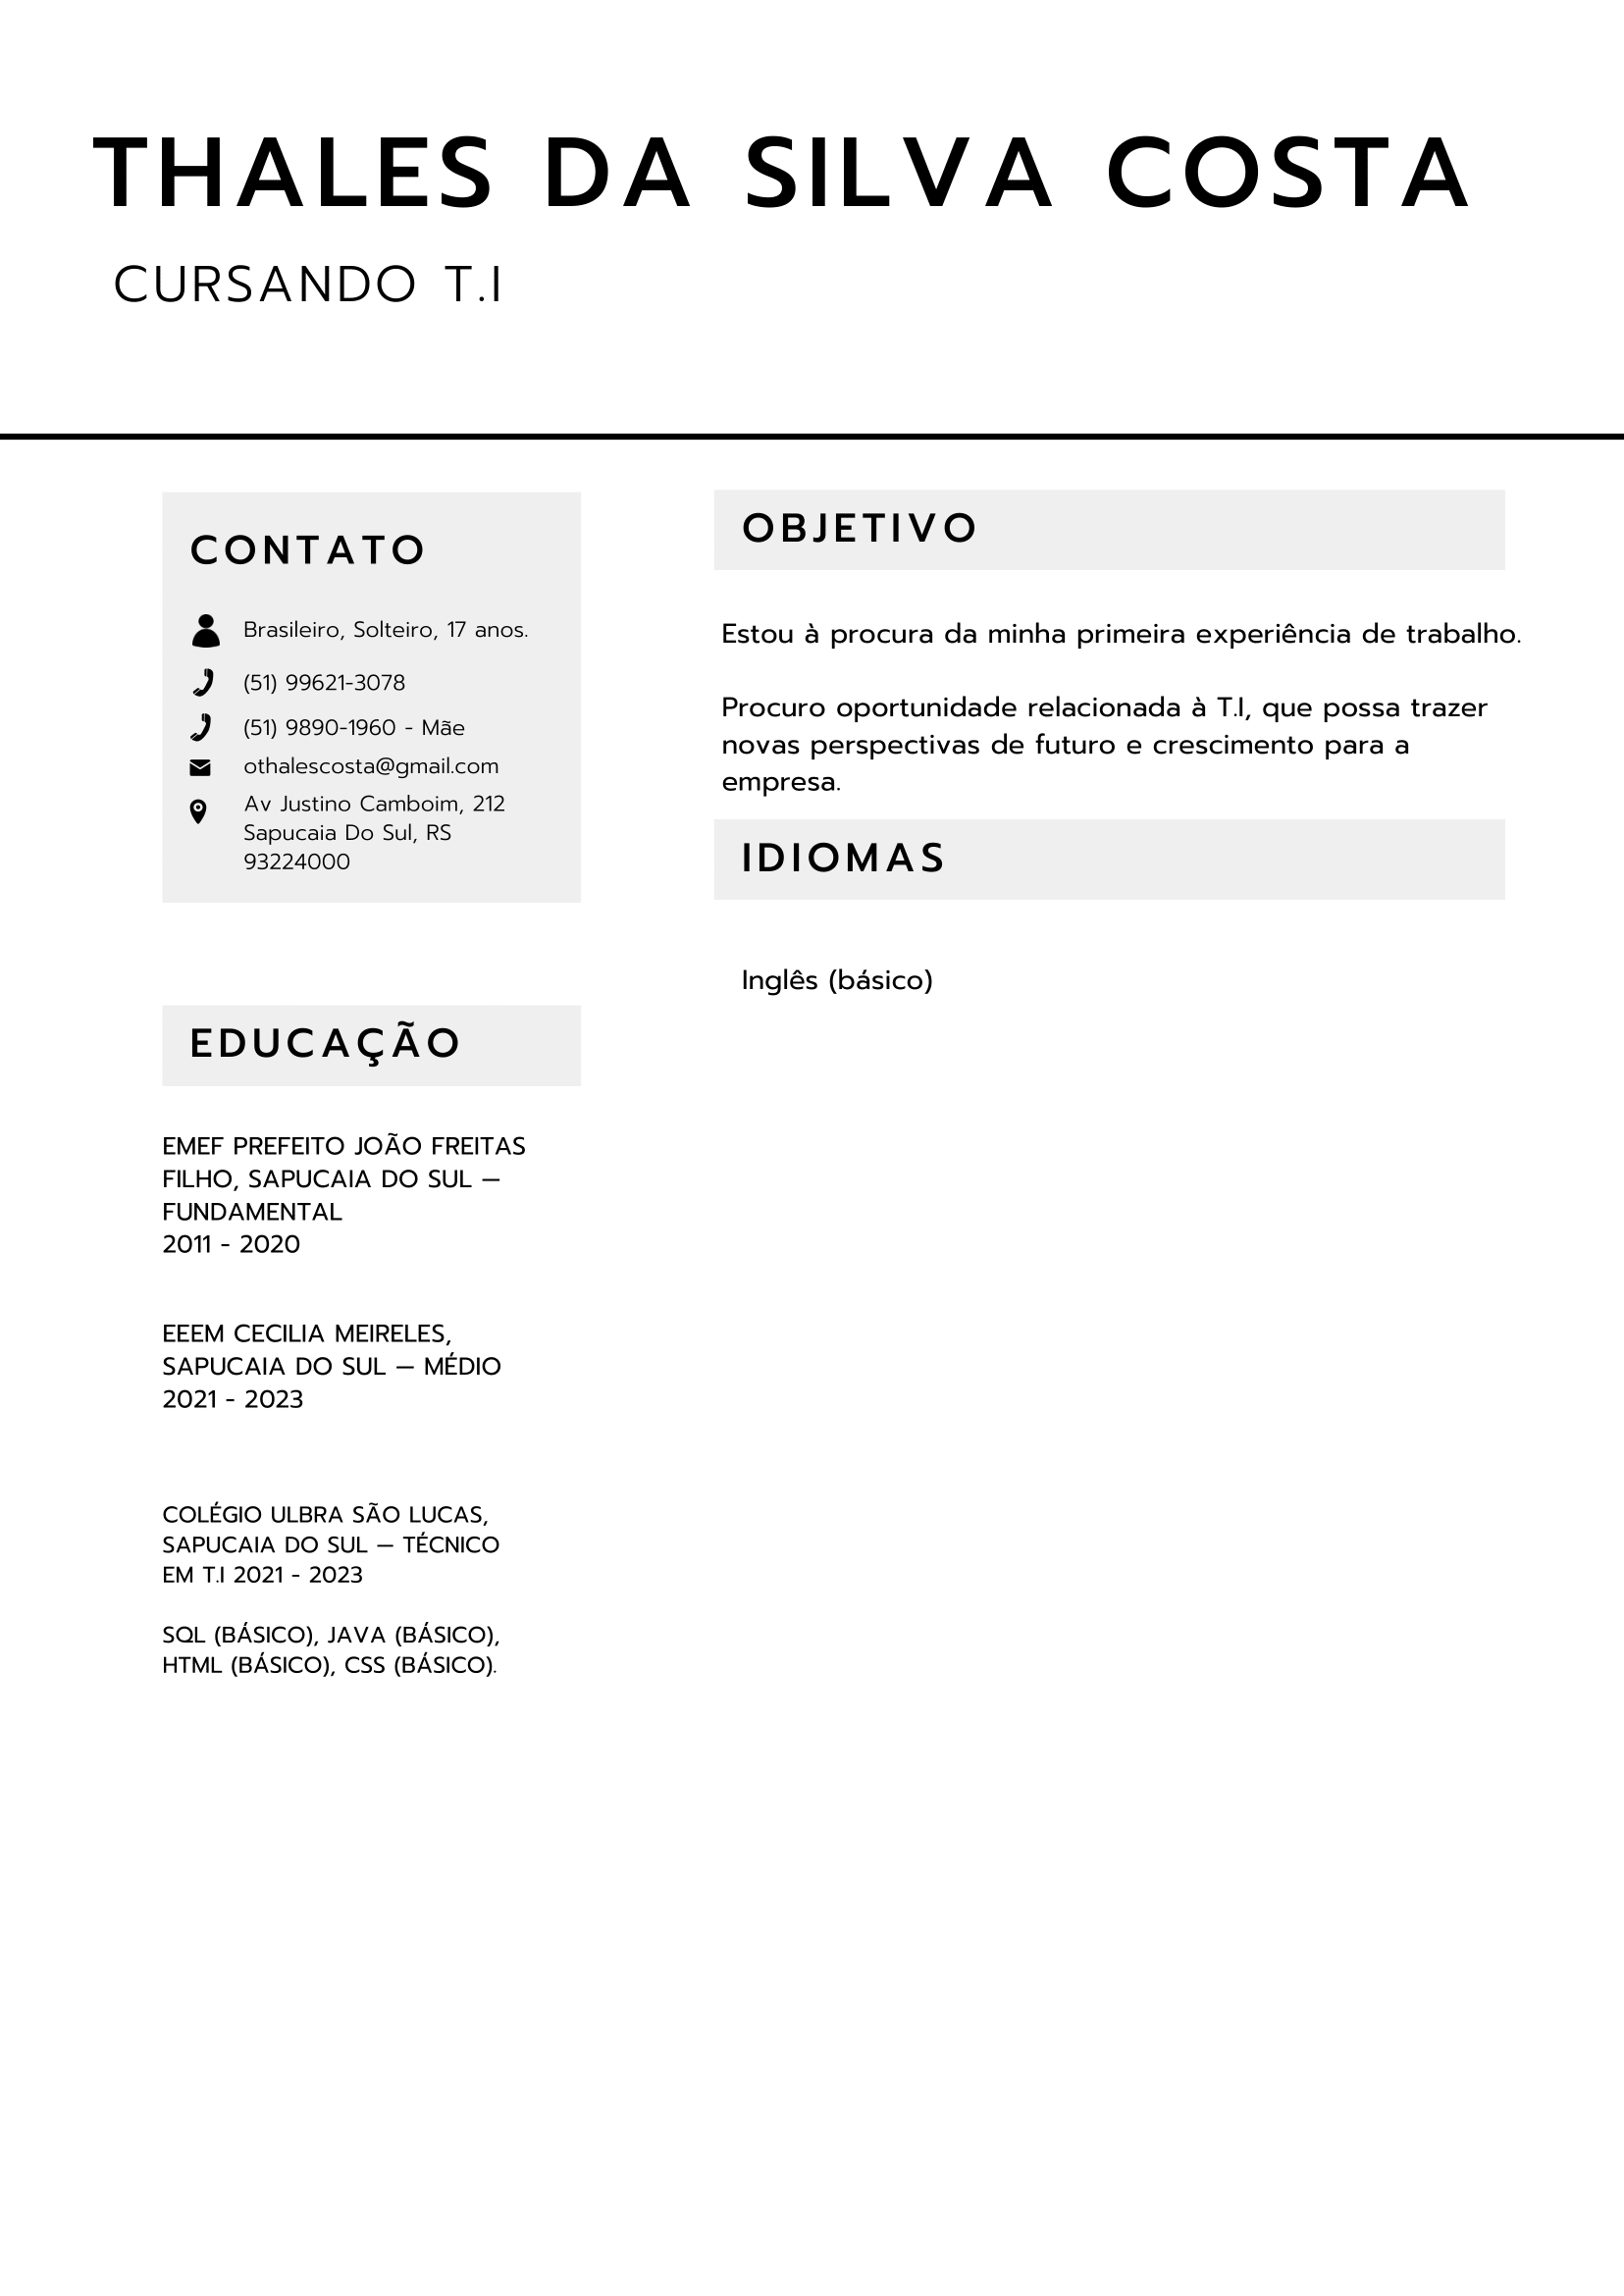 THALES DA SILVA COSTA
CURSANDO T.I
CONTATO
Brasileiro, Solteiro, 17 anos.
(51) 99621-3078
(51) 9890-1960 - Mãe
othalescosta@gmail.com
Av Justino Camboim, 212
Sapucaia Do Sul, RS
93224000
EDUCAÇÃO
EMEF PREFEITO JOÃO FREITAS
FILHO, SAPUCAIA DO SUL —
FUNDAMENTAL
2011 - 2020
EEEM CECILIA MEIRELES,
SAPUCAIA DO SUL — MÉDIO
2021 - 2023
COLÉGIO ULBRA SÃO LUCAS,
SAPUCAIA DO SUL — TÉCNICO
EM T.I 2021 - 2023
SQL (BÁSICO), JAVA (BÁSICO),
HTML (BÁSICO), CSS (BÁSICO).
OBJETIVO
Estou à procura da minha primeira experiência de trabalho.
Procuro oportunidade relacionada à T.I, que possa trazer
novas perspectivas de futuro e crescimento para a
empresa.
IDIOMAS
Inglês (básico)